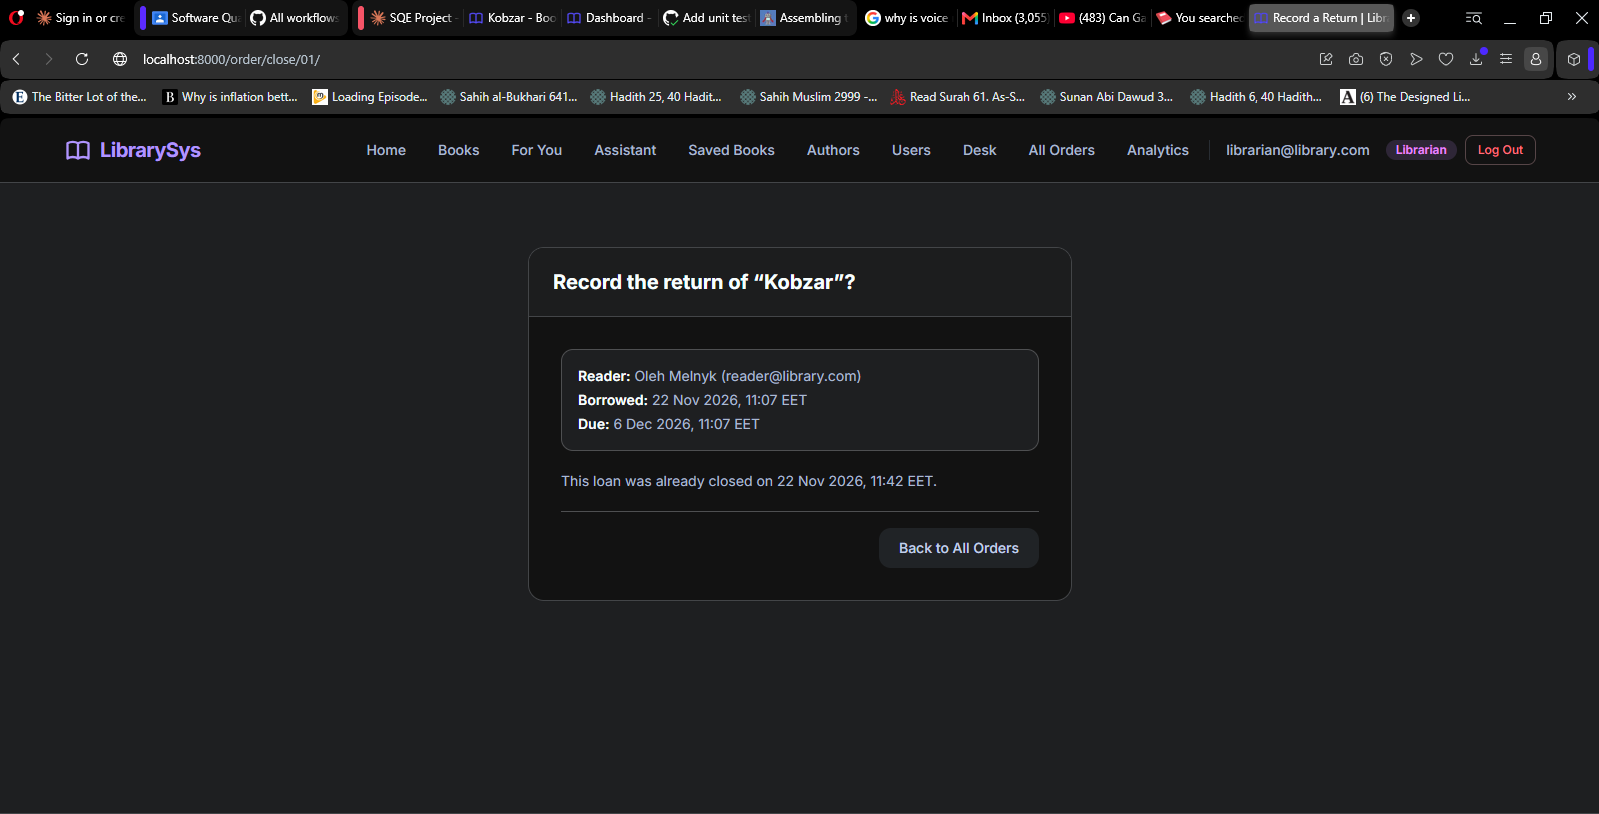 Sign in or cre
Software Qua
All workflows
SQE Project -
Kobzar - Boo
Dashboard -
Add unit test
Assembling t
why is voice
Inbox (3,055
(483) Can Ga
You searched
Record a Return | Libr
localhost:8000/order/close/01/
The Bitter Lot of the...
Why is inflation bett...
Loading Episode...
Sahih al-Bukhari 641...
Hadith 25, 40 Hadit...
Sahih Muslim 2999 -...
Read Surah 61. As-S...
Sunan Abi Dawud 3...
Hadith 6, 40 Hadith...
(6) The Designed Li...
LibrarySys
Home
Books
For You
Assistant
Saved Books
Authors
Users
Desk
All Orders
Analytics
librarian@library.com
Librarian
Log Out
Record the return of “Kobzar”?
Reader: Oleh Melnyk (reader@library.com)
Borrowed: 22 Nov 2026, 11:07 EET
Due: 6 Dec 2026, 11:07 EET
This loan was already closed on 22 Nov 2026, 11:42 EET.
Back to All Orders